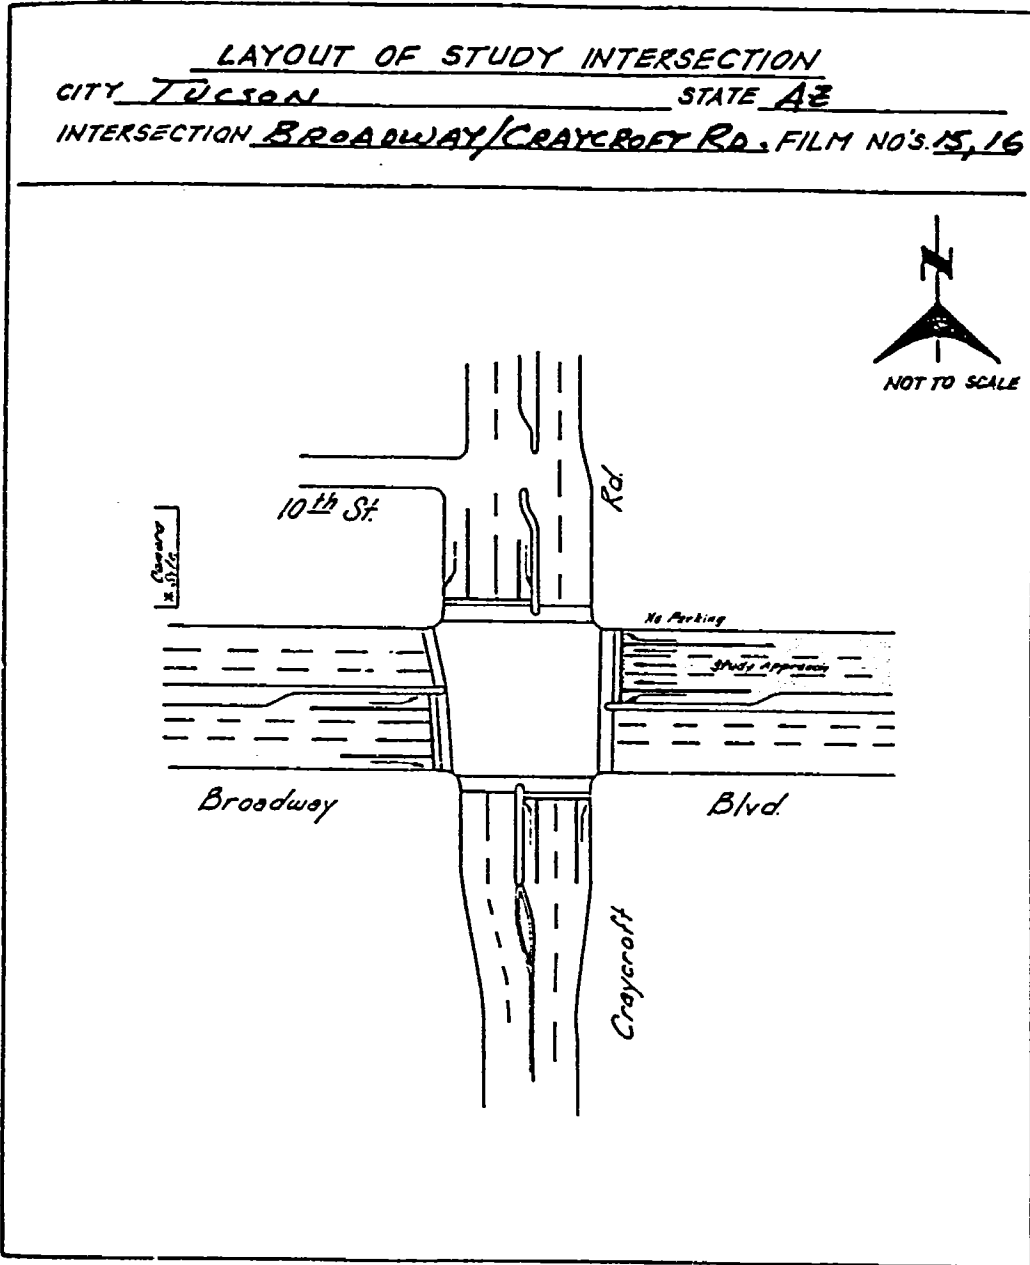 LAYOUT OF STUDY INTERSECTION
CITY TUCSON STATE AZ
INTERSECTION BROADWAY/CRAYCROFT RD. FILM NO'S. 15, 16
N
NOT TO SCALE
Rd.
10th St.
Camera
No Parking
Study Approach
Broadway
Blvd.
Craycroft